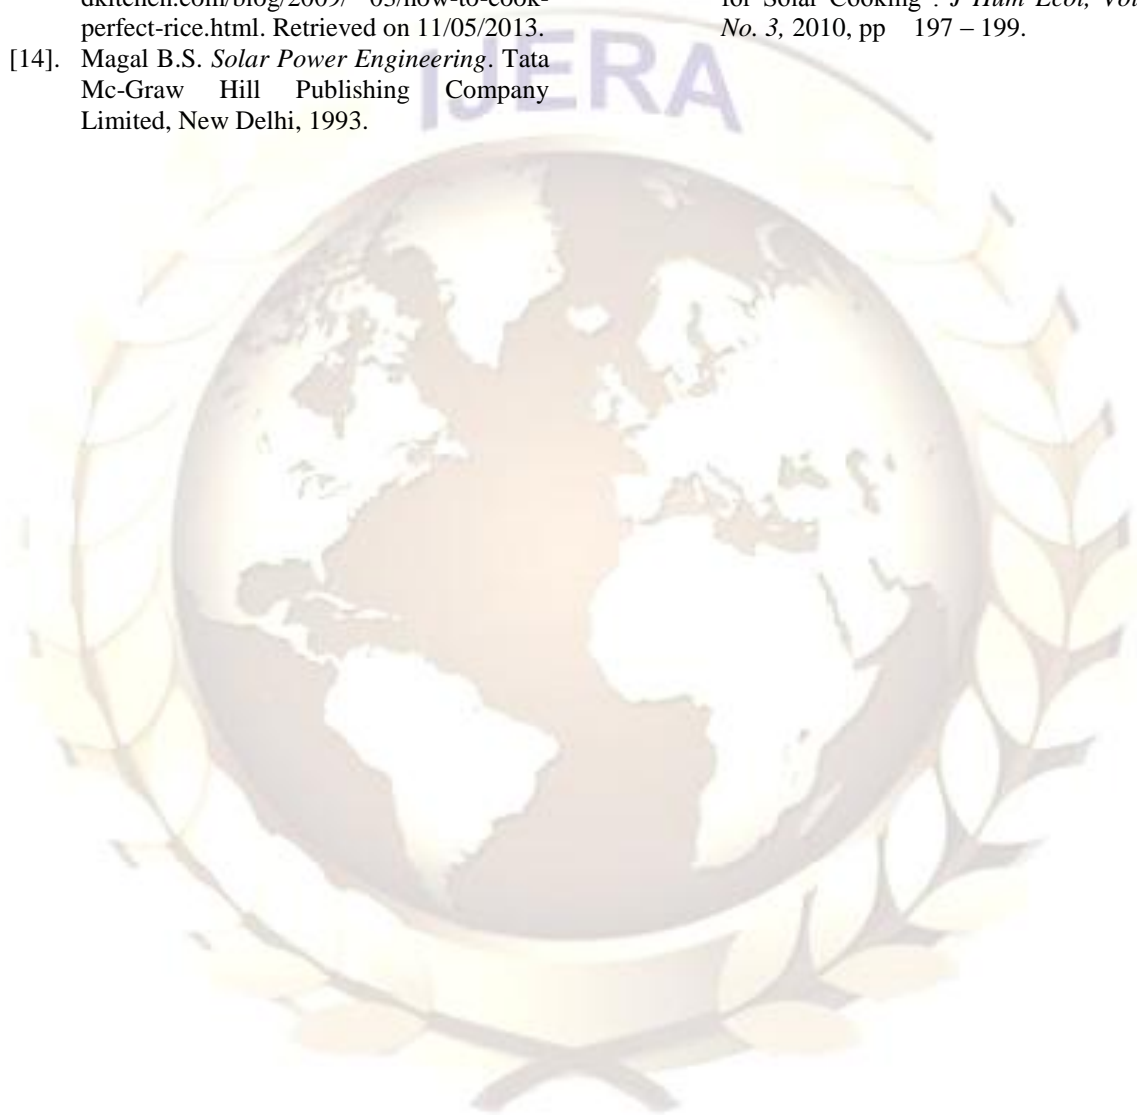 dkitchen.com/blog/2009/ 03/how-to-cook-
perfect-rice.html. Retrieved on 11/05/2013.
[14]. Magal B.S. Solar Power Engineering. Tata
Mc-Graw Hill Publishing Company
Limited, New Delhi, 1993.
for Solar Cooking". J Hum Ecol, Vol
No. 3, 2010, pp 197 – 199.
IJERA